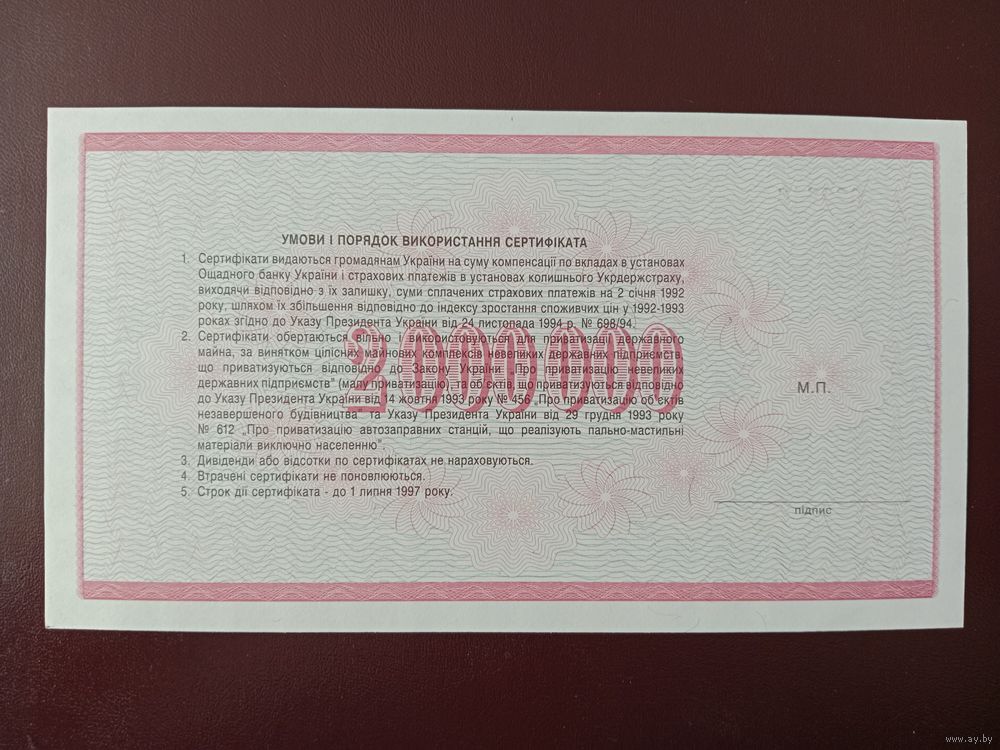 УМОВИ І ПОРЯДОК ВИКОРИСТАННЯ СЕРТИФІКАТА
1. Сертифікати видаються громадянам України на суму компенсації по вкладах в установах
Ощадного банку України і страхових платежів в установах колишнього Укрдержстраху,
виходячи відповідно з їх залишку, суми сплачених страхових платежів на 2 січня 1992
року, шляхом їх збільшення відповідно до індексу зростання споживчих цін у 1992-1993
роках згідно до Указу Президента України від 24 листопада 1994 р. № 698/94.
2. Сертифікати обертаються вільно і використовуються на приватизації державного
майна, за винятком цілісних майнових комплексів невеликих державних підприємств,
що приватизуються відповідно до Закону України "Про приватизацію невеликих
державних підприємств" (малу приватизацію), та об'єктів, що приватизуються відповідно
до Указу Президента України від 14 жовтня 1993 року № 456 „Про приватизацію об'єктів
незавершеного будівництва" та Указу Президента України від 29 грудня 1993 року
№ 612 „Про приватизацію автозаправних станцій, що реалізують пально-мастильні
матеріали виключно населенню".
3. Дивіденди або відсотки по сертифікатах не нараховуються.
4. Втрачені сертифікати не поновлюються.
5. Строк дії сертифіката - до 1 липня 1997 року.
2000000
М.П.
підпис
www.ay.by